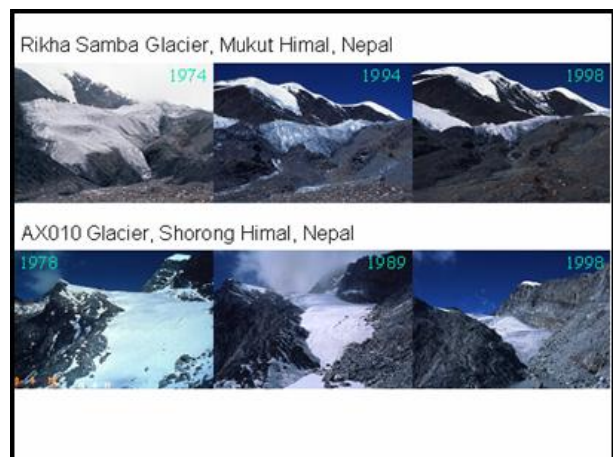 Rikha Samba Glacier, Mukut Himal, Nepal
1974 1994 1998
AX010 Glacier, Shorong Himal, Nepal
1978 1989 1998